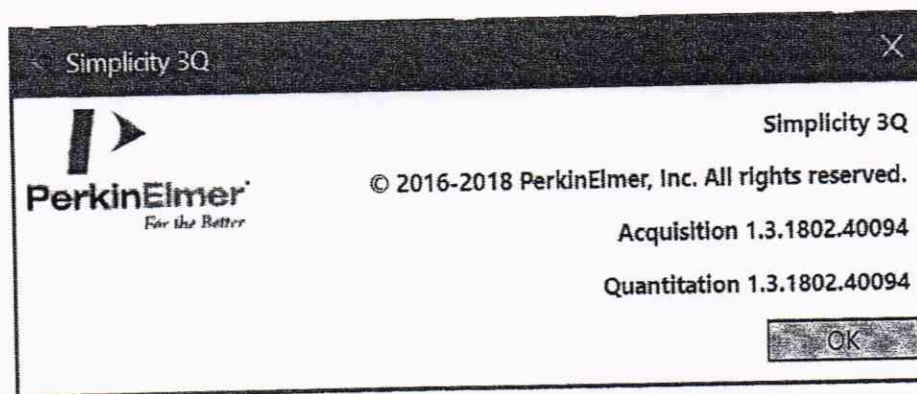 Simplicity 3Q
Simplicity 3Q
PerkinElmer
For the Better
© 2016-2018 PerkinElmer, Inc. All rights reserved.
Acquisition 1.3.1802.40094
Quantitation 1.3.1802.40094
OK